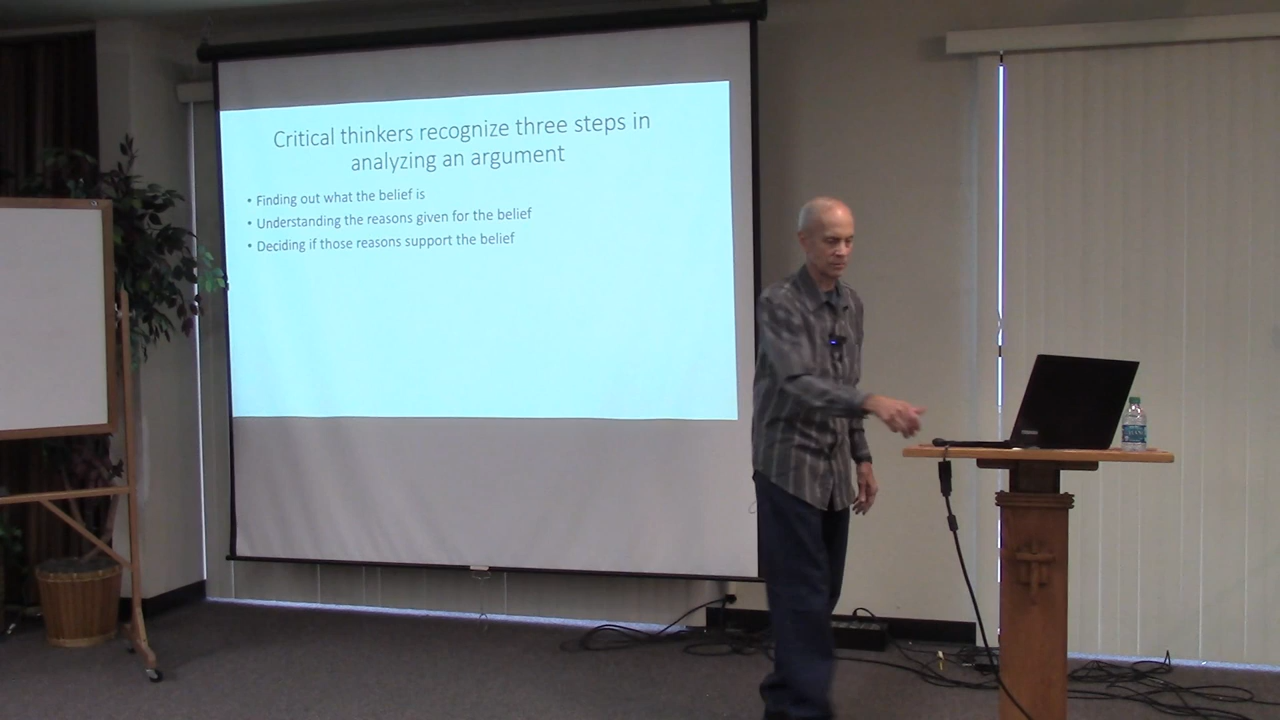 Critical thinkers recognize three steps in
analyzing an argument
• Finding out what the belief is
• Understanding the reasons given for the belief
• Deciding if those reasons support the belief